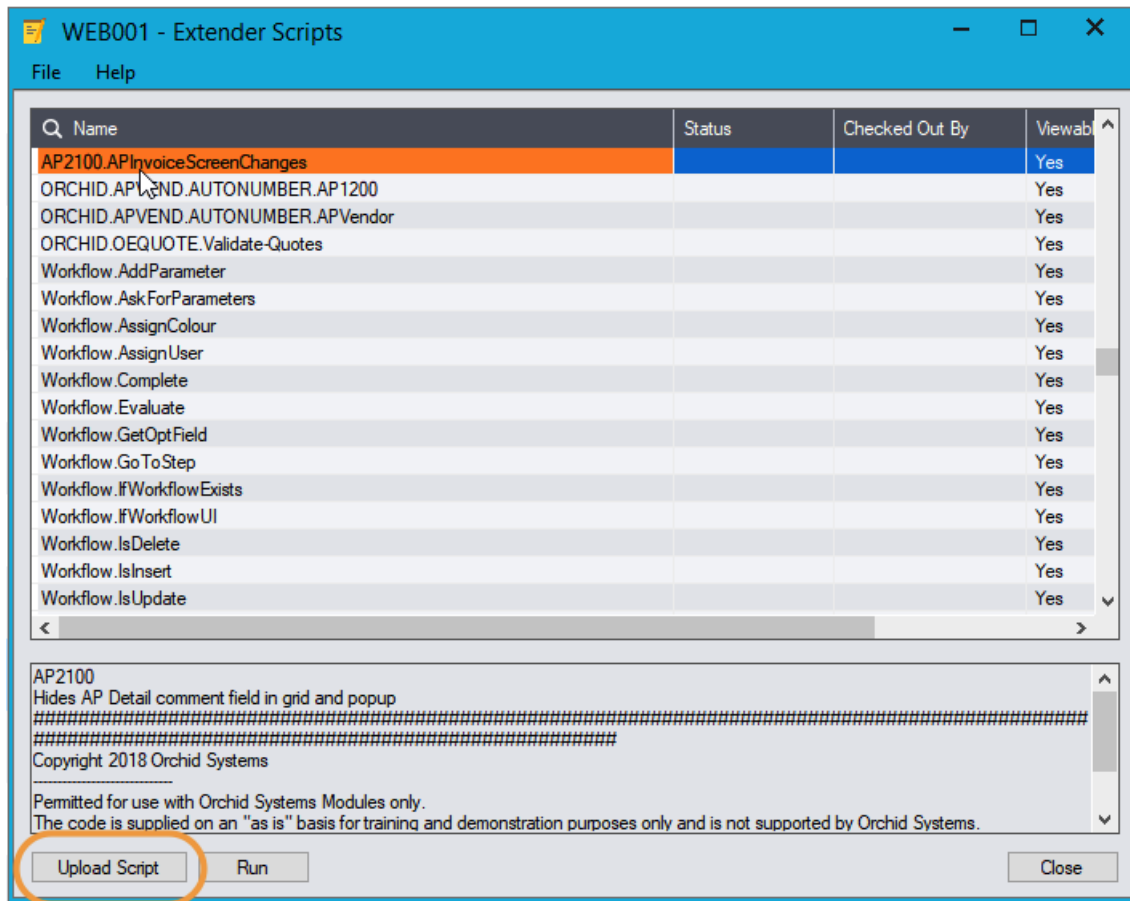 WEB001 - Extender Scripts
File Help
Name Status Checked Out By Viewabl
AP2100.APInvoiceScreenChanges Yes
ORCHID.APVEND.AUTONUMBER.AP1200 Yes
ORCHID.APVEND.AUTONUMBER.APVendor Yes
ORCHID.OEQUOTE.Validate-Quotes Yes
Workflow.AddParameter Yes
Workflow.AskForParameters Yes
Workflow.AssignColour Yes
Workflow.AssignUser Yes
Workflow.Complete Yes
Workflow.Evaluate Yes
Workflow.GetOptField Yes
Workflow.GoToStep Yes
Workflow.IfWorkflowExists Yes
Workflow.IfWorkflowUI Yes
Workflow.IsDelete Yes
Workflow.IsInsert Yes
Workflow.IsUpdate Yes
AP2100
Hides AP Detail comment field in grid and popup
###############################################################################################
#####################################################
Copyright 2018 Orchid Systems
------------------------------
Permitted for use with Orchid Systems Modules only.
The code is supplied on an "as is" basis for training and demonstration purposes only and is not supported by Orchid Systems.
Upload Script Run Close